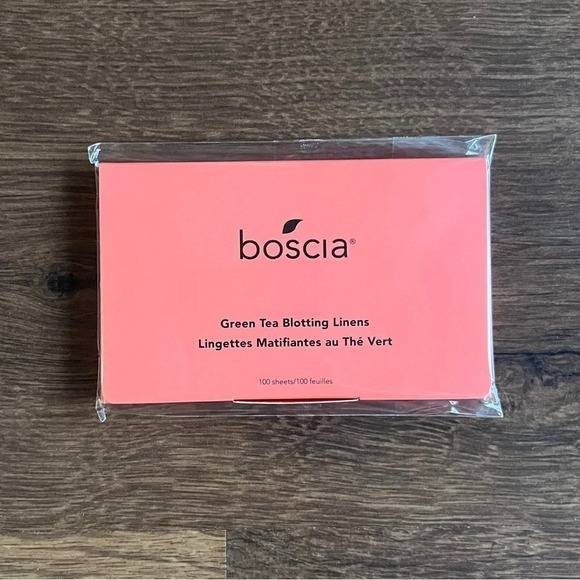 boscia®
Green Tea Blotting Linens
Lingettes Matifiantes au Thé Vert
100 sheets/100 feuilles